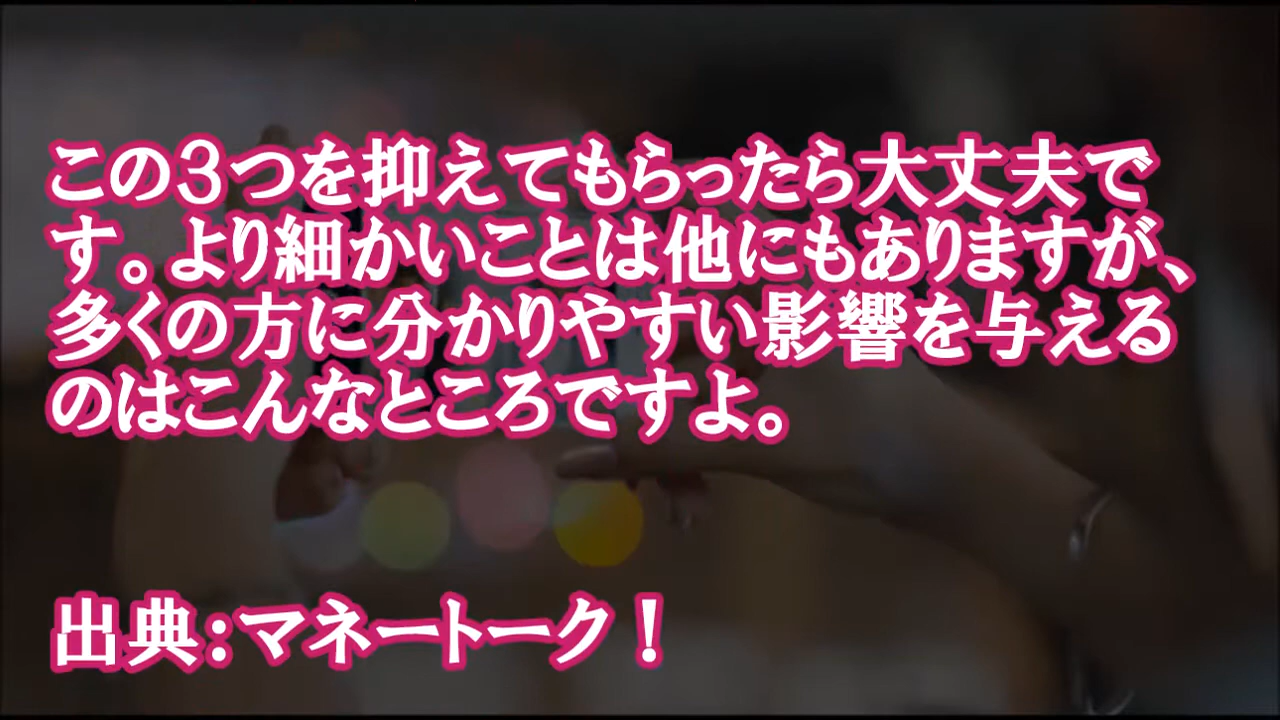 この３つを抑えてもらったら大丈夫で
す。より細かいことは他にもありますが、
多くの方に分かりやすい影響を与える
のはこんなところですよ。
出典：マネートーク！